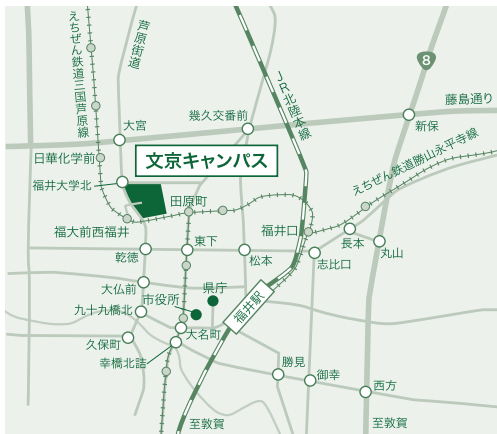 えちぜん鉄道三国芦原線
芦原街道
JR北陸本線
8
藤島通り
幾久交番前
大宮
新保
日華化学前
文京キャンパス
えちぜん鉄道勝山永平寺線
福井大学北
田原町
福大前西福井
福井口
東下
長本
丸山
乾徳
松本
志比口
大仏前
県庁
市役所
九十九橋北
福井駅
大名町
久保町
幸橋北詰
勝見
御幸
西方
至敦賀
至敦賀